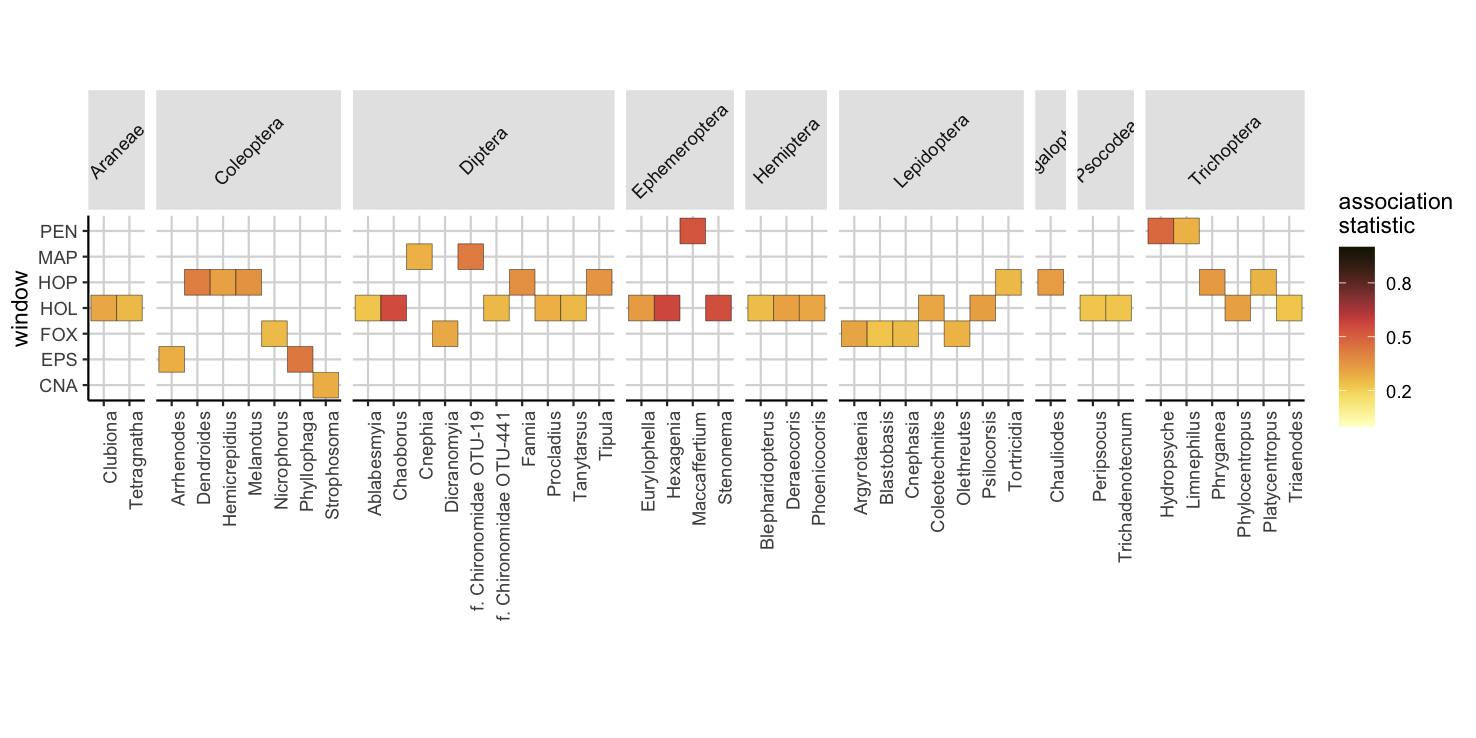 Araneae
Coleoptera
Diptera
Ephemeroptera
Hemiptera
Lepidoptera
galopt
Psocodea
Trichoptera
window
PEN
MAP
HOP
HOL
FOX
EPS
CNA
Clubiona
Tetragnatha
Arrhenodes
Dendroides
Hemicrepidius
Melanotus
Nicrophorus
Phyllophaga
Strophosoma
Ablabesmyia
Chaoborus
Cnephia
Dicranomyia
f. Chironomidae OTU-19
f. Chironomidae OTU-441
Fannia
Procladius
Tanytarsus
Tipula
Eurylophella
Hexagenia
Maccaffertium
Stenonema
Blepharidopterus
Deraeocoris
Phoenicocoris
Argyrotaenia
Blastobasis
Cnephasia
Coleotechnites
Olethreutes
Psilocorsis
Tortricidia
Chauliodes
Peripsocus
Trichadenotecnum
Hydropsyche
Limnephilus
Phryganea
Phylocentropus
Platycentropus
Triaenodes
association
statistic
0.8
0.5
0.2